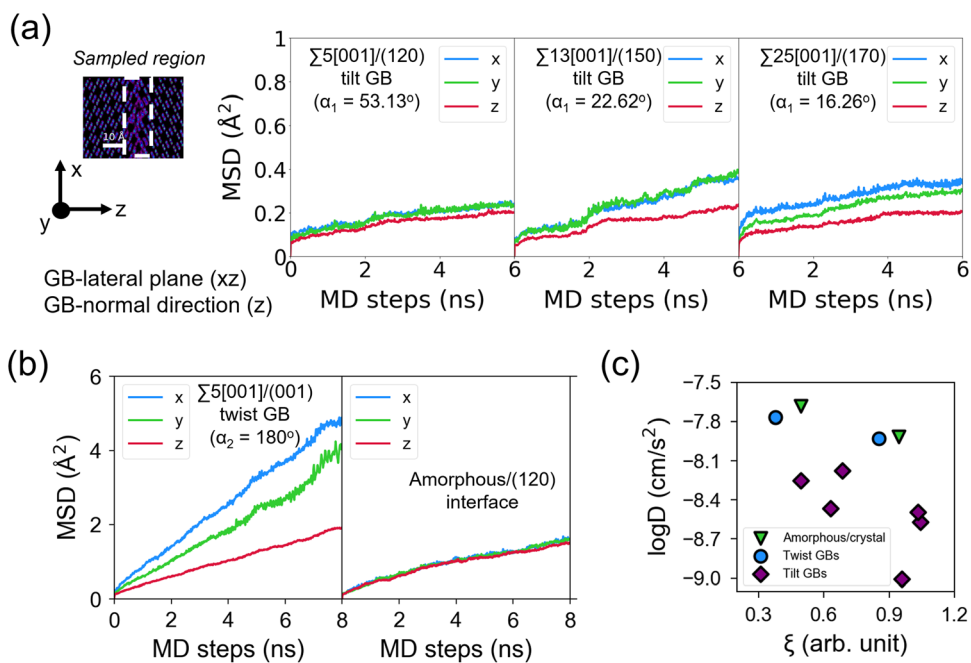 (a)
Sampled region
10 Å
x
y
z
GB-lateral plane (xz)
GB-normal direction (z)
MSD (Å²)
1
0.8
0.6
0.4
0.2
0
∑5[001]/(120)
tilt GB
(α₁ = 53.13°)
x
y
z
0
2
4
6
MD steps (ns)
∑13[001]/(150)
tilt GB
(α₁ = 22.62°)
x
y
z
2
4
6
MD steps (ns)
∑25[001]/(170)
tilt GB
(α₁ = 16.26°)
x
y
z
2
4
6
MD steps (ns)
(b)
MSD (Å²)
6
4
2
0
x
y
z
∑5[001]/(001)
twist GB
(α₂ = 180°)
0
2
4
6
8
MD steps (ns)
x
y
z
Amorphous/(120)
interface
2
4
6
8
MD steps (ns)
(c)
logD (cm/s²)
−7.5
−7.8
−8.1
−8.4
−8.7
−9.0
Amorphous/crystal
Twist GBs
Tilt GBs
0.3
0.6
0.9
1.2
ξ (arb. unit)